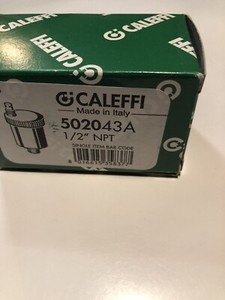 CALEFFI
CALEFFI
CALEFFI
Made in Italy
502043A
1/2" NPT
SINGLE ITEM BAR CODE